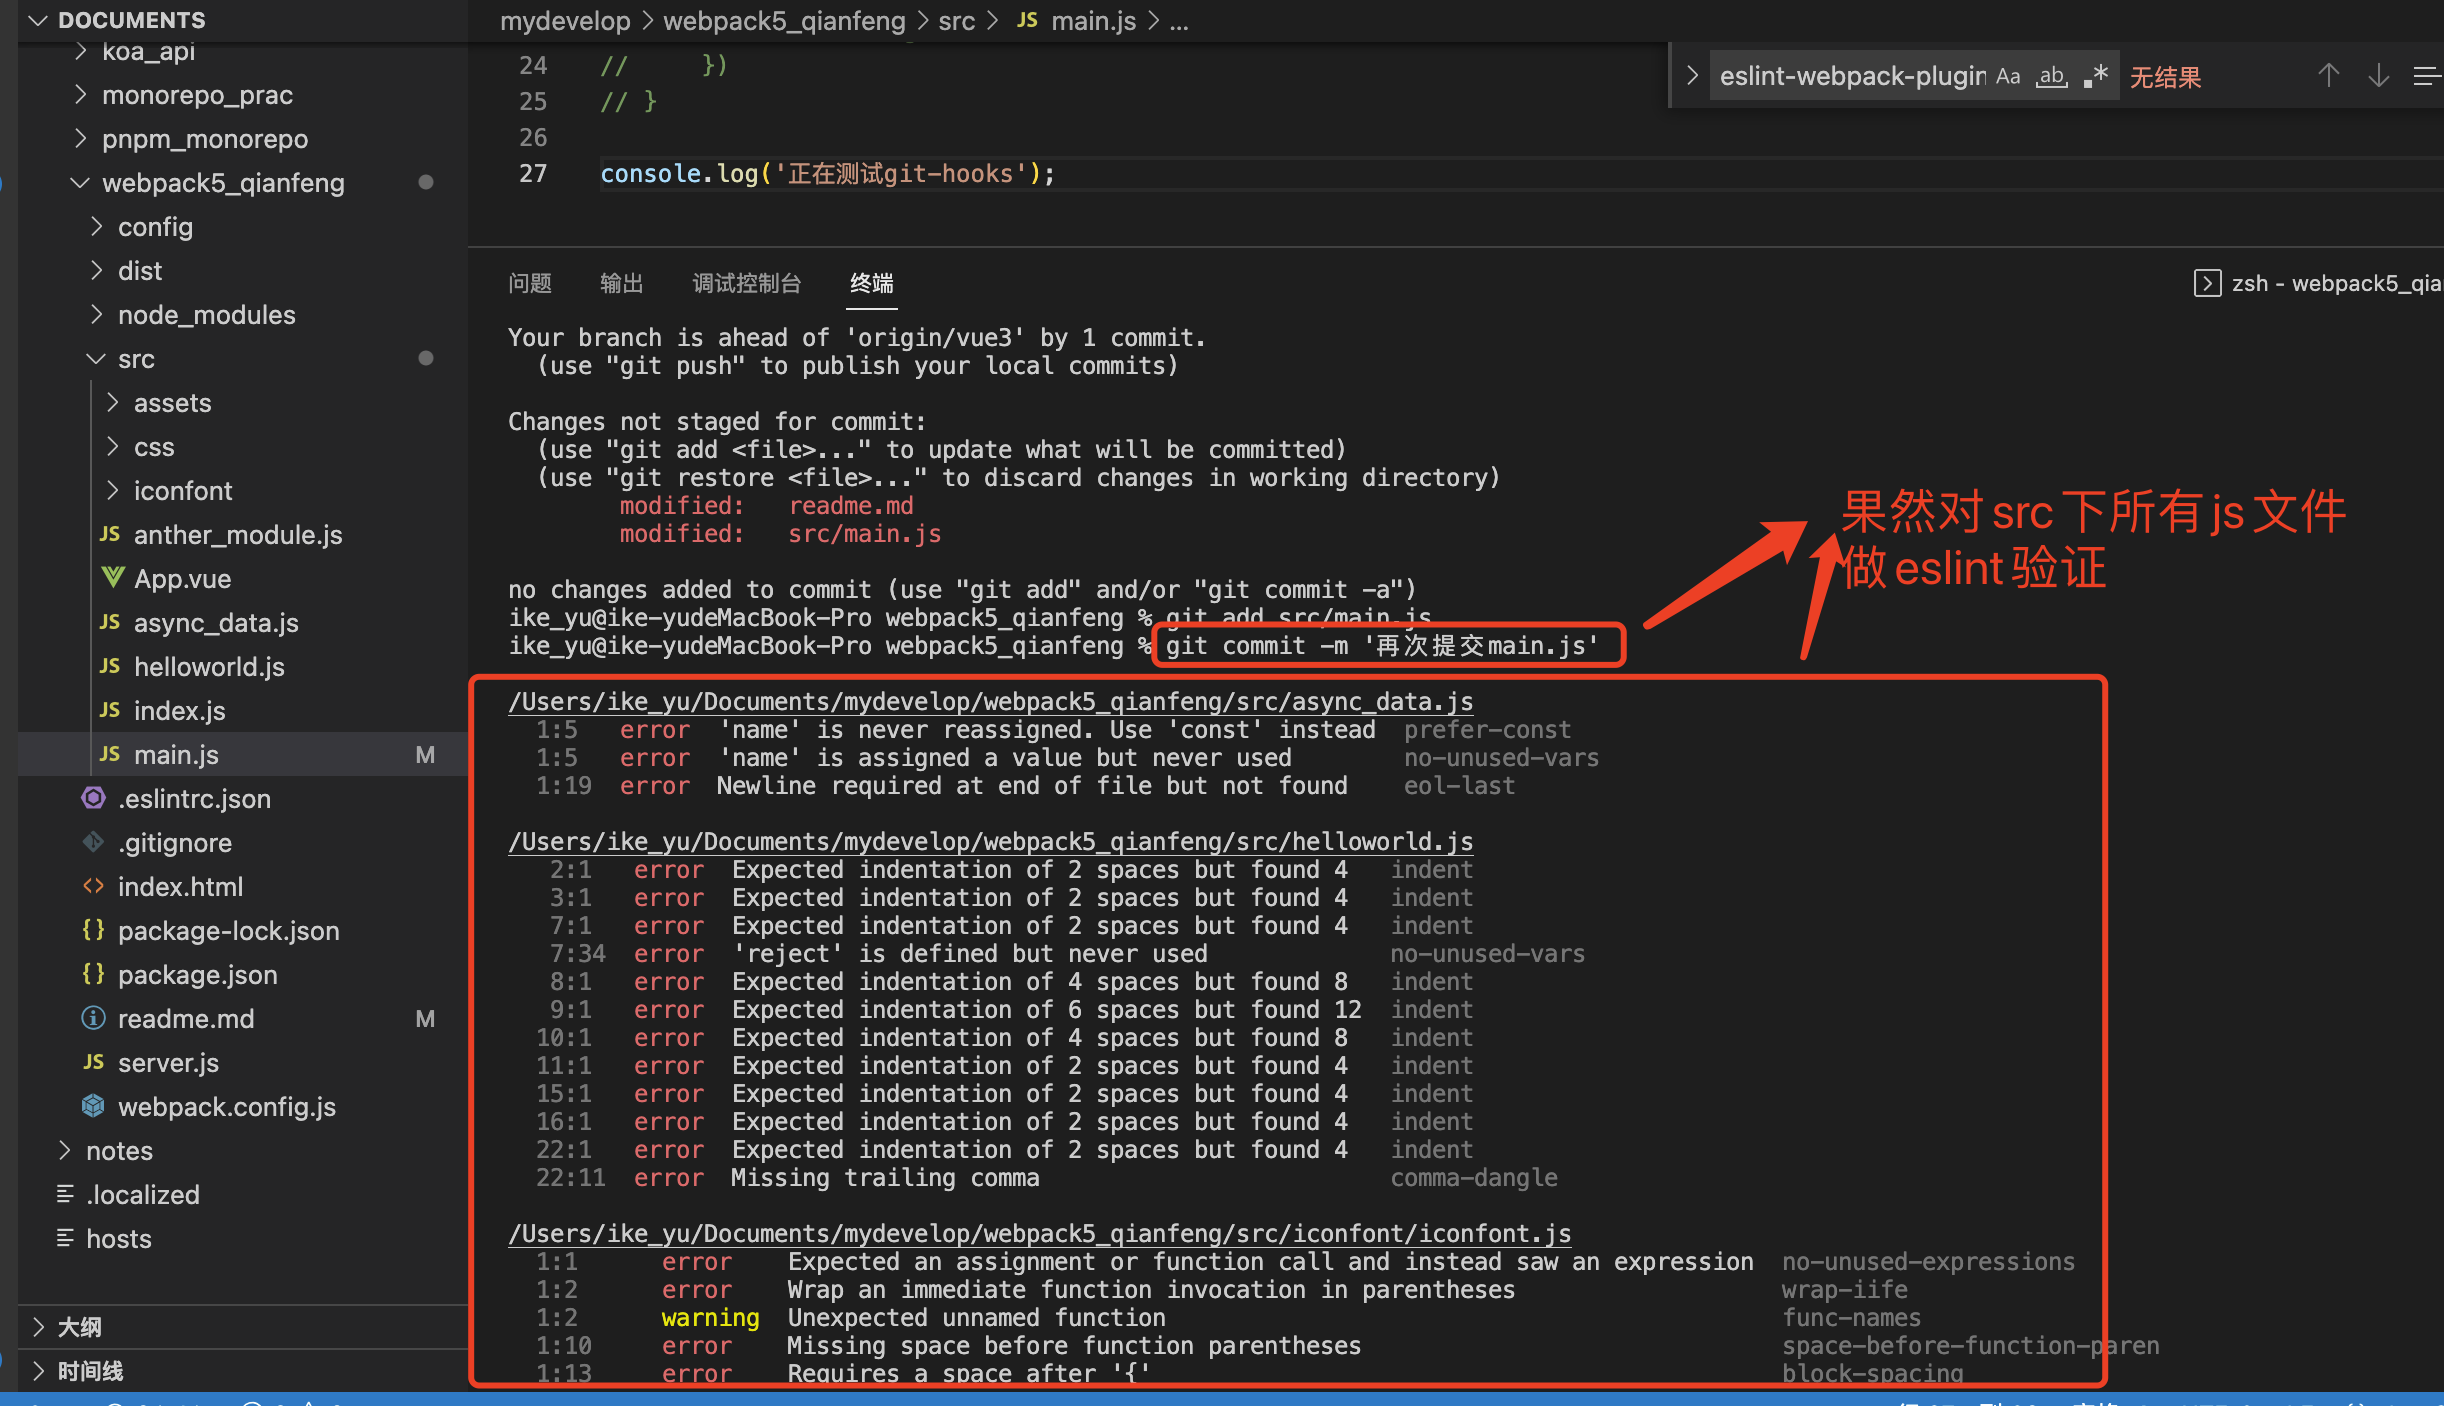 DOCUMENTS
koa_api
monorepo_prac
pnpm_monorepo
webpack5_qianfeng
config
dist
node_modules
src
assets
css
iconfont
JS anther_module.js
App.vue
JS async_data.js
JS helloworld.js
JS index.js
JS main.js M
.eslintrc.json
.gitignore
index.html
{} package-lock.json
{} package.json
readme.md M
JS server.js
webpack.config.js
notes
.localized
hosts
大纲
时间线
mydevelop > webpack5_qianfeng > src > JS main.js > ...
24 // })
25 // }
26
27 console.log('正在测试git-hooks');
eslint-webpack-plugin Aa ab .* 无结果
问题 输出 调试控制台 终端
zsh - webpack5_qia
Your branch is ahead of 'origin/vue3' by 1 commit.
(use "git push" to publish your local commits)
Changes not staged for commit:
(use "git add <file>..." to update what will be committed)
(use "git restore <file>..." to discard changes in working directory)
modified: readme.md
modified: src/main.js
no changes added to commit (use "git add" and/or "git commit -a")
ike_yu@ike-yudeMacBook-Pro webpack5_qianfeng % git add src/main.js
ike_yu@ike-yudeMacBook-Pro webpack5_qianfeng % git commit -m '再次提交main.js'
果然对src下所有js文件
做eslint验证
/Users/ike_yu/Documents/mydevelop/webpack5_qianfeng/src/async_data.js
1:5 error 'name' is never reassigned. Use 'const' instead prefer-const
1:5 error 'name' is assigned a value but never used no-unused-vars
1:19 error Newline required at end of file but not found eol-last
/Users/ike_yu/Documents/mydevelop/webpack5_qianfeng/src/helloworld.js
2:1 error Expected indentation of 2 spaces but found 4 indent
3:1 error Expected indentation of 2 spaces but found 4 indent
7:1 error Expected indentation of 2 spaces but found 4 indent
7:34 error 'reject' is defined but never used no-unused-vars
8:1 error Expected indentation of 4 spaces but found 8 indent
9:1 error Expected indentation of 6 spaces but found 12 indent
10:1 error Expected indentation of 4 spaces but found 8 indent
11:1 error Expected indentation of 2 spaces but found 4 indent
15:1 error Expected indentation of 2 spaces but found 4 indent
16:1 error Expected indentation of 2 spaces but found 4 indent
22:1 error Expected indentation of 2 spaces but found 4 indent
22:11 error Missing trailing comma comma-dangle
/Users/ike_yu/Documents/mydevelop/webpack5_qianfeng/src/iconfont/iconfont.js
1:1 error Expected an assignment or function call and instead saw an expression no-unused-expressions
1:2 error Wrap an immediate function invocation in parentheses wrap-iife
1:2 warning Unexpected unnamed function func-names
1:10 error Missing space before function parentheses space-before-function-paren
1:13 error Requires a space after '{' block-spacing